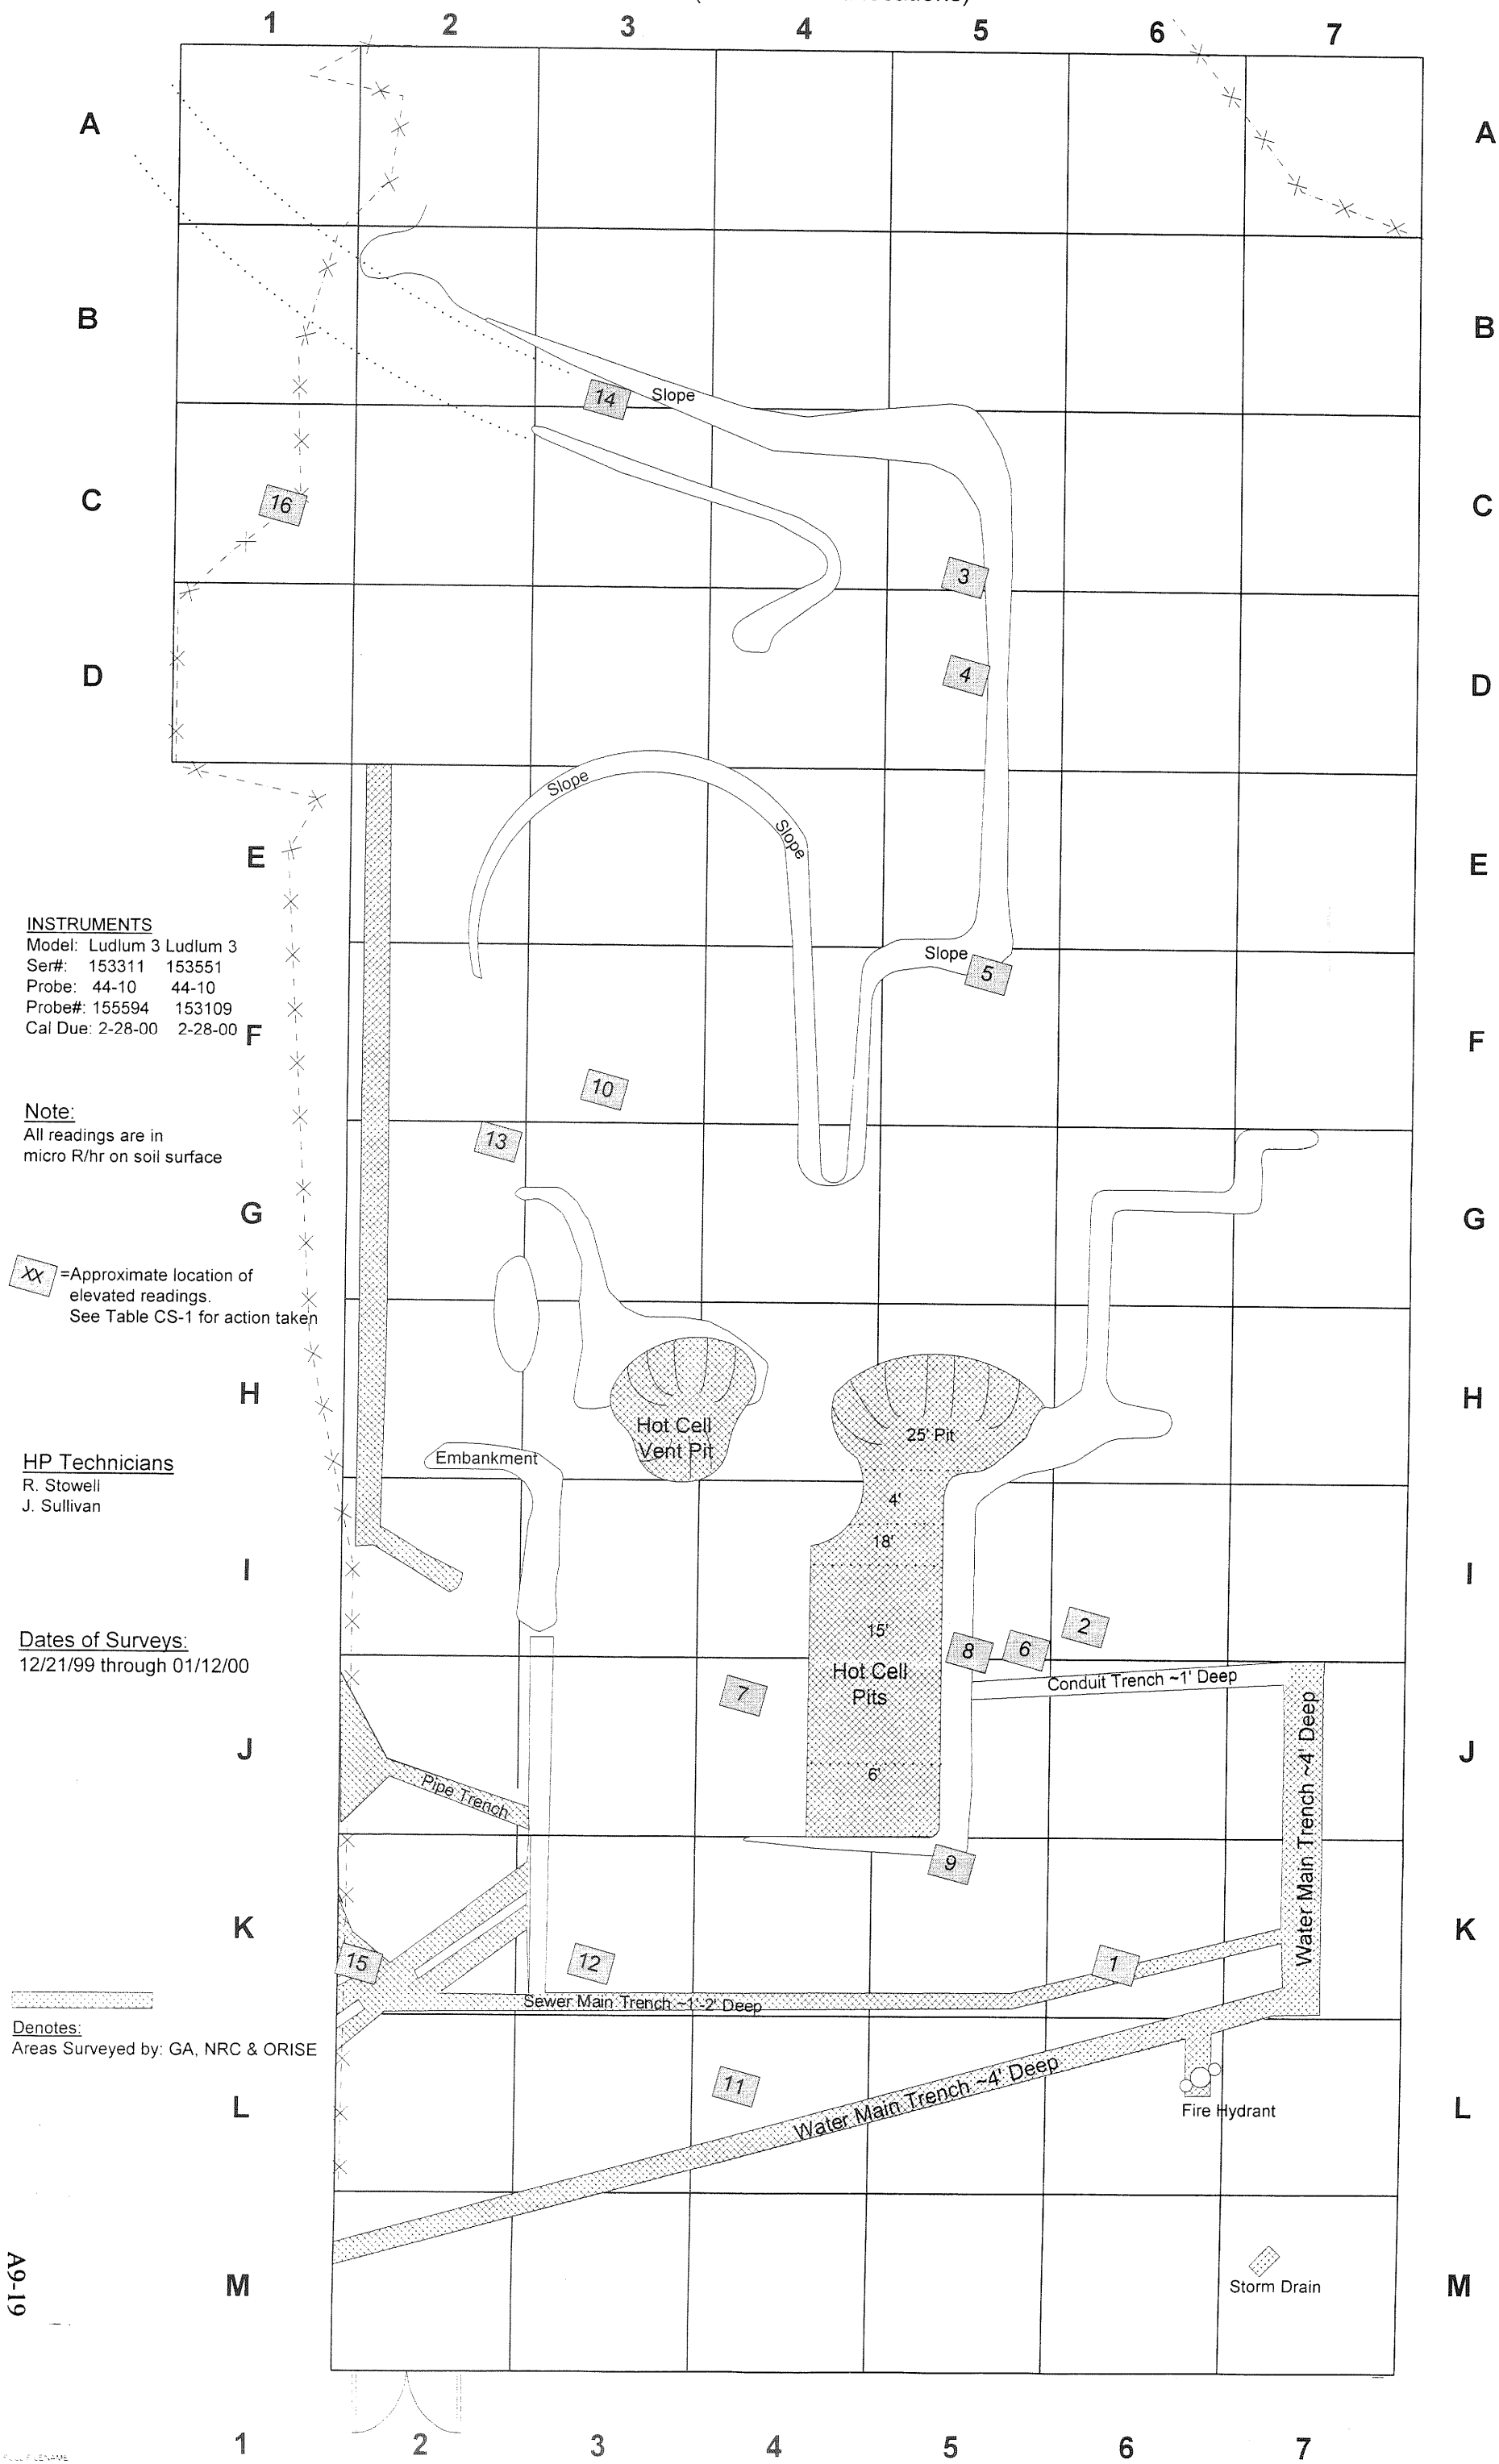 locations)
1 2 3 4 5 6 7
A A
B B
14
Slope
C C
16
3
D D
4
Slope
Slope
E E
INSTRUMENTS
Model: Ludlum 3 Ludlum 3
Ser#: 153311 153551
Probe: 44-10 44-10
Probe#: 155594 153109
Cal Due: 2-28-00 2-28-00
Slope
5
F F
10
Note:
All readings are in
micro R/hr on soil surface
13
G G
XX =Approximate location of
elevated readings.
See Table CS-1 for action taken
H H
Hot Cell
Vent Pit
25' Pit
Embankment
HP Technicians
R. Stowell
J. Sullivan
4'
18'
I I
15'
2
8
6
Dates of Surveys:
12/21/99 through 01/12/00
Hot Cell
Pits
Conduit Trench ~1' Deep
7
Water Main Trench ~4' Deep
J J
6'
Pipe Trench
9
K K
15
12
1
Sewer Main Trench ~1'-2' Deep
Denotes:
Areas Surveyed by: GA, NRC & ORISE
11
Water Main Trench ~4' Deep
L L
Fire Hydrant
Storm Drain
M M
A9-19
1 2 3 4 5 6 7